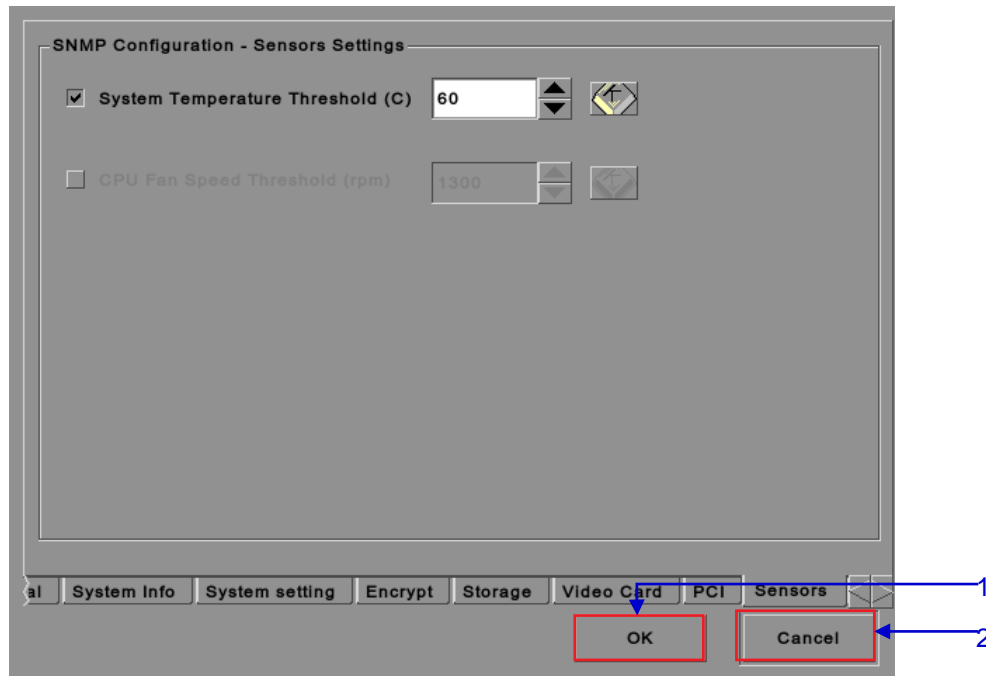 SNMP Configuration - Sensors Settings
System Temperature Threshold (C) 60
CPU Fan Speed Threshold (rpm) 1300
al System Info System setting Encrypt Storage Video Card PCI Sensors
1
OK Cancel
2